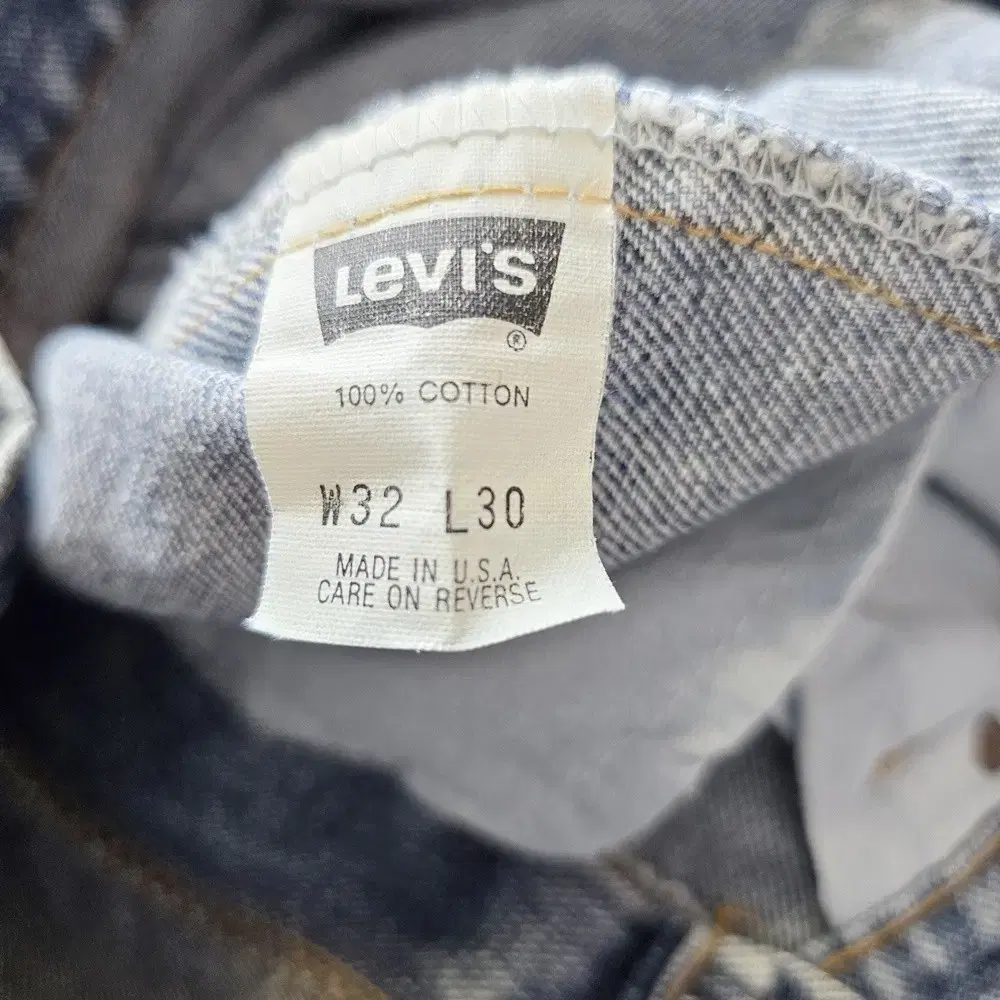 Levi's
®
100% COTTON
W32 L30
MADE IN U.S.A.
CARE ON REVERSE